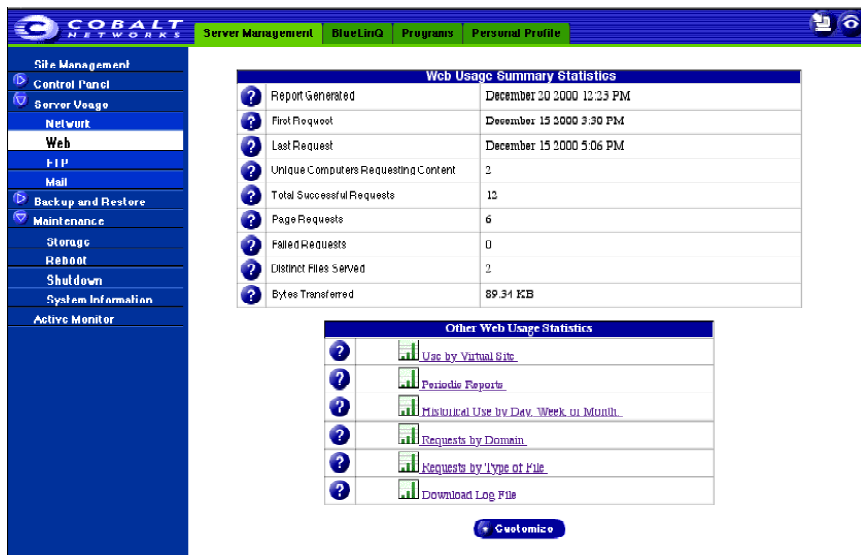 COBALT
NETWORKS
Server Management BlueLinQ Programs Personal Profile
Site Management
Control Panel
Server Usage
Network
Web
FTP
Mail
Backup and Restore
Maintenance
Storage
Reboot
Shutdown
System Information
Active Monitor
Web Usage Summary Statistics
Report Generated December 20 2000 12:23 PM
First Request December 15 2000 3:30 PM
Last Request December 15 2000 5:06 PM
Unique Computers Requesting Content 2
Total Successful Requests 12
Page Requests 6
Failed Requests 0
Distinct Files Served 2
Bytes Transferred 89.34 KB
Other Web Usage Statistics
Use by Virtual Site
Periodic Reports
Historical Use by Day, Week or Month
Requests by Domain
Requests by Type of File
Download Log File
Customize